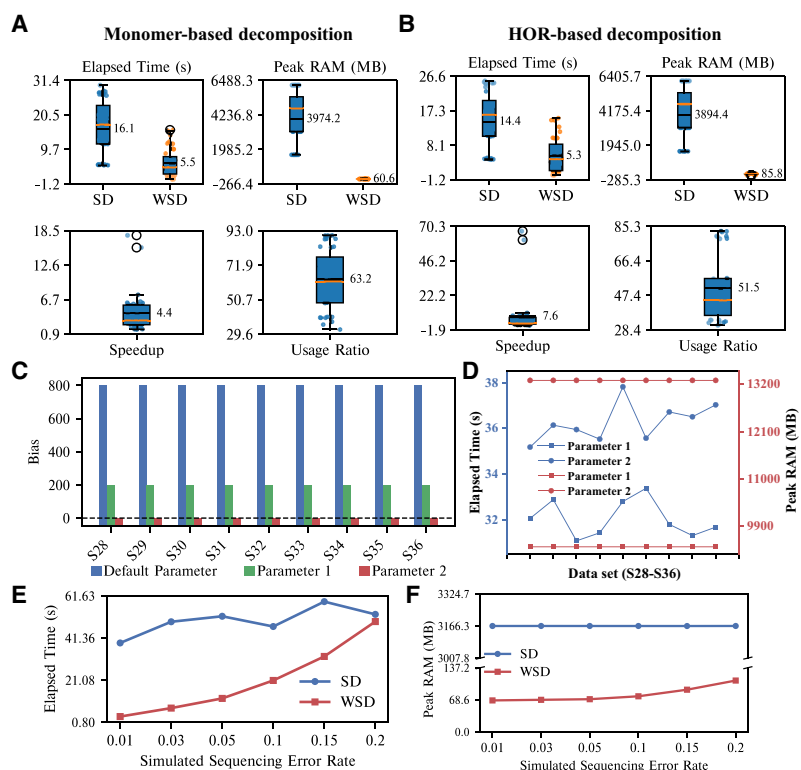 A
Monomer-based decomposition
B
HOR-based decomposition
Elapsed Time (s)
31.4
20.5
9.7
−1.2
16.1
5.5
SD
WSD
Peak RAM (MB)
6488.3
4236.8
1985.2
−266.4
3974.2
60.6
SD
WSD
Elapsed Time (s)
26.6
17.3
8.1
−1.2
14.4
5.3
SD
WSD
Peak RAM (MB)
6405.7
4175.4
1945.0
−285.3
3894.4
85.8
SD
WSD
18.5
12.6
6.7
0.9
4.4
Speedup
93.0
71.9
50.7
29.6
63.2
Usage Ratio
70.3
46.2
22.2
−1.9
7.6
Speedup
85.3
66.4
47.4
28.4
51.5
Usage Ratio
C
Bias
800
600
400
200
0
S28
S29
S30
S31
S32
S33
S34
S35
S36
Default Parameter
Parameter 1
Parameter 2
D
Elapsed Time (s)
38
36
34
32
Parameter 1
Parameter 2
Parameter 1
Parameter 2
13200
12100
11000
9900
Peak RAM (MB)
Data set (S28-S36)
E
Elapsed Time (s)
61.63
41.36
21.08
0.80
SD
WSD
0.01
0.03
0.05
0.1
0.15
0.2
Simulated Sequencing Error Rate
F
Peak RAM (MB)
3324.7
3166.3
3007.8
137.2
68.6
0.0
SD
WSD
0.01
0.03
0.05
0.1
0.15
0.2
Simulated Sequencing Error Rate